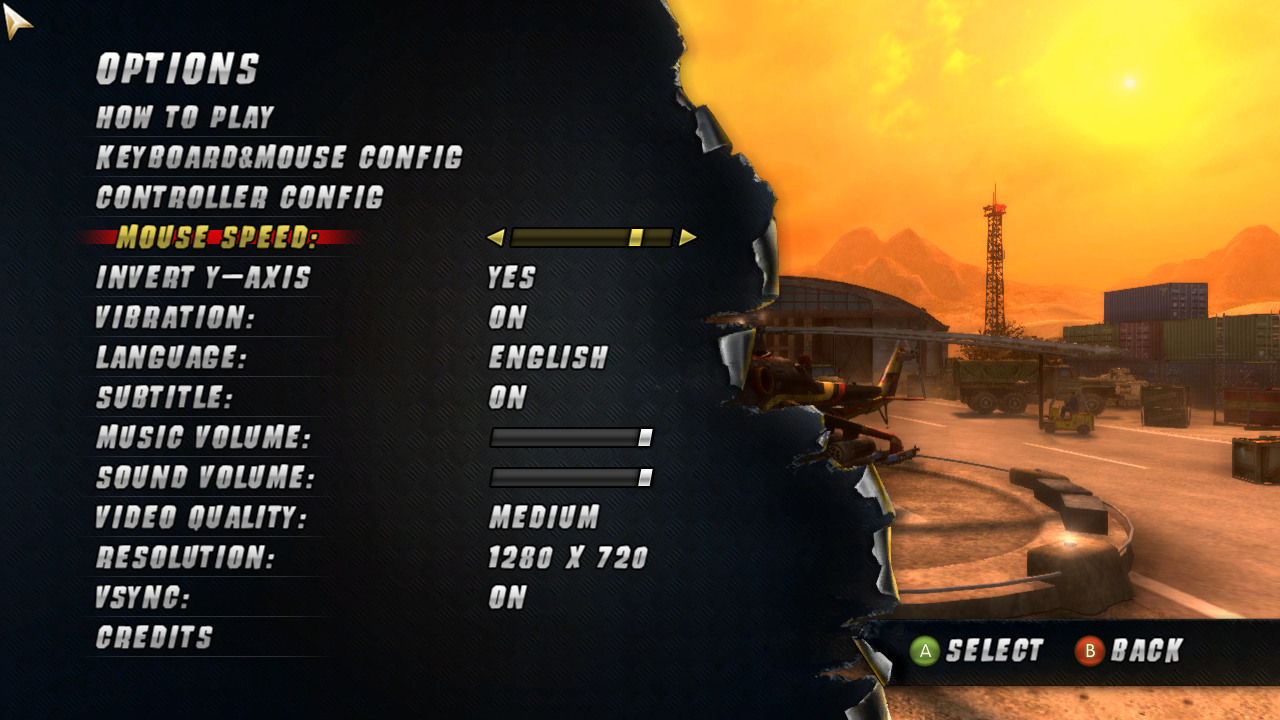 OPTIONS
HOW TO PLAY
KEYBOARD&MOUSE CONFIG
CONTROLLER CONFIG
MOUSE SPEED:
INVERT Y-AXIS YES
VIBRATION: ON
LANGUAGE: ENGLISH
SUBTITLE: ON
MUSIC VOLUME:
SOUND VOLUME:
VIDEO QUALITY: MEDIUM
RESOLUTION: 1280 X 720
VSYNC: ON
CREDITS
A SELECT B BACK